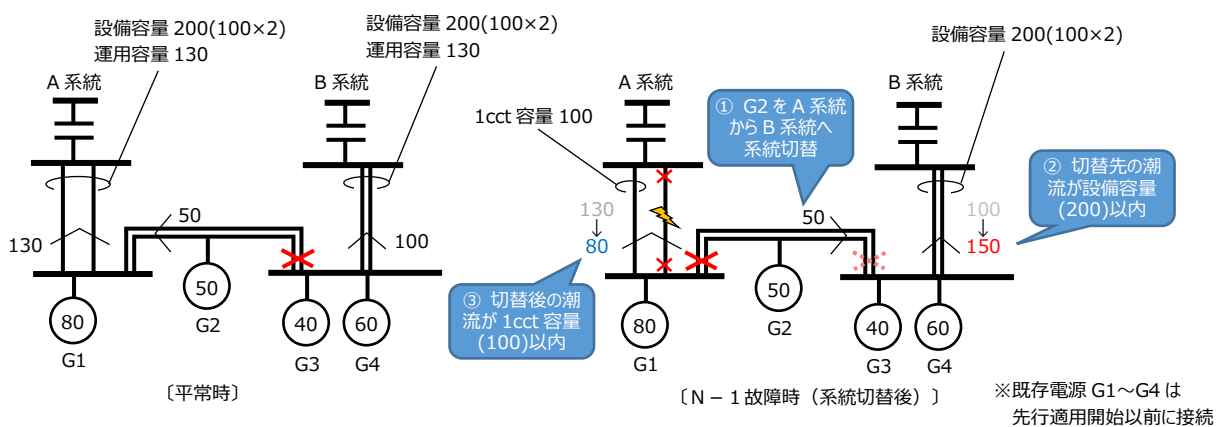 設備容量 200(100×2)
運用容量 130
設備容量 200(100×2)
運用容量 130
A 系統
B 系統
130
50
100
80
G1
50
G2
40
G3
60
G4
〔平常時〕
設備容量 200(100×2)
A 系統
B 系統
1cct 容量 100
① G2 を A 系統
から B 系統へ
系統切替
② 切替先の潮
流が設備容量
(200)以内
130
↓
80
50
100
↓
150
③ 切替後の潮
流が 1cct 容量
(100)以内
80
G1
50
G2
40
G3
60
G4
〔N－1 故障時（系統切替後）〕
※既存電源 G1～G4 は
先行適用開始以前に接続